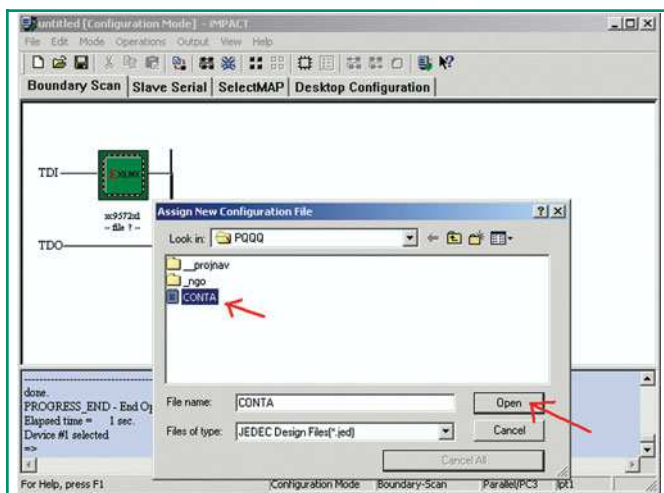 untitled [Configuration Mode] - iMPACT
File Edit Mode Operations Output View Help
Boundary Scan Slave Serial SelectMAP Desktop Configuration
TDI
XILINX
xc9572xl
-- file ? --
TDO
Assign New Configuration File
Look in: PQQQ
__projnav
_ngo
CONTA
File name: CONTA Open
Files of type: JEDEC Design Files(*.jed) Cancel
Cancel All
done.
PROGRESS_END - End Op
Elapsed time = 1 sec.
Device #1 selected
=>
For Help, press F1 Configuration Mode Boundary-Scan Parallel/PC3 lpt1